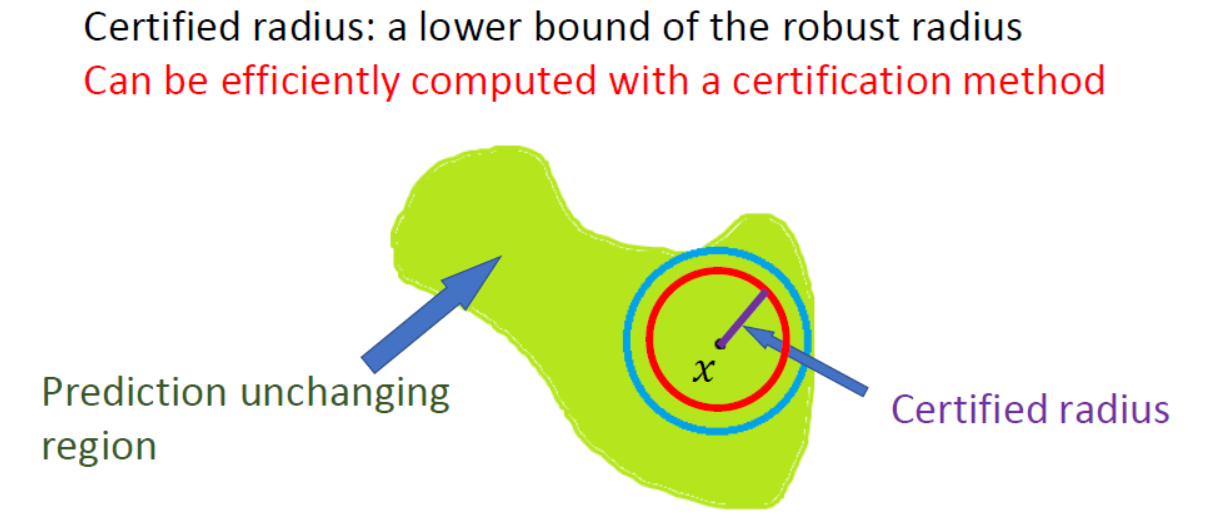 Certified radius: a lower bound of the robust radius
Can be efficiently computed with a certification method
x
Prediction unchanging
region
Certified radius